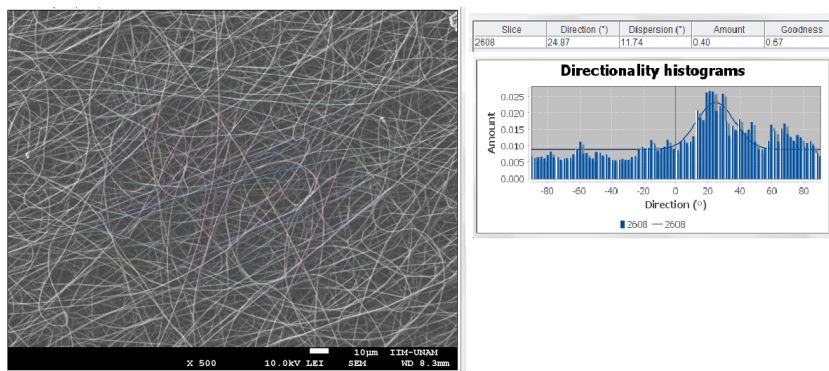 Slice Direction (°) Dispersion (°) Amount Goodness
2608 24.87 11.74 0.40 0.67
Directionality histograms
Amount
0.025
0.020
0.015
0.010
0.005
0.000
-80 -60 -40 -20 0 20 40 60 80
Direction (°)
2608 2608
10µm IIM-UNAM
X 500 10.0kV LEI SEM WD 8.3mm